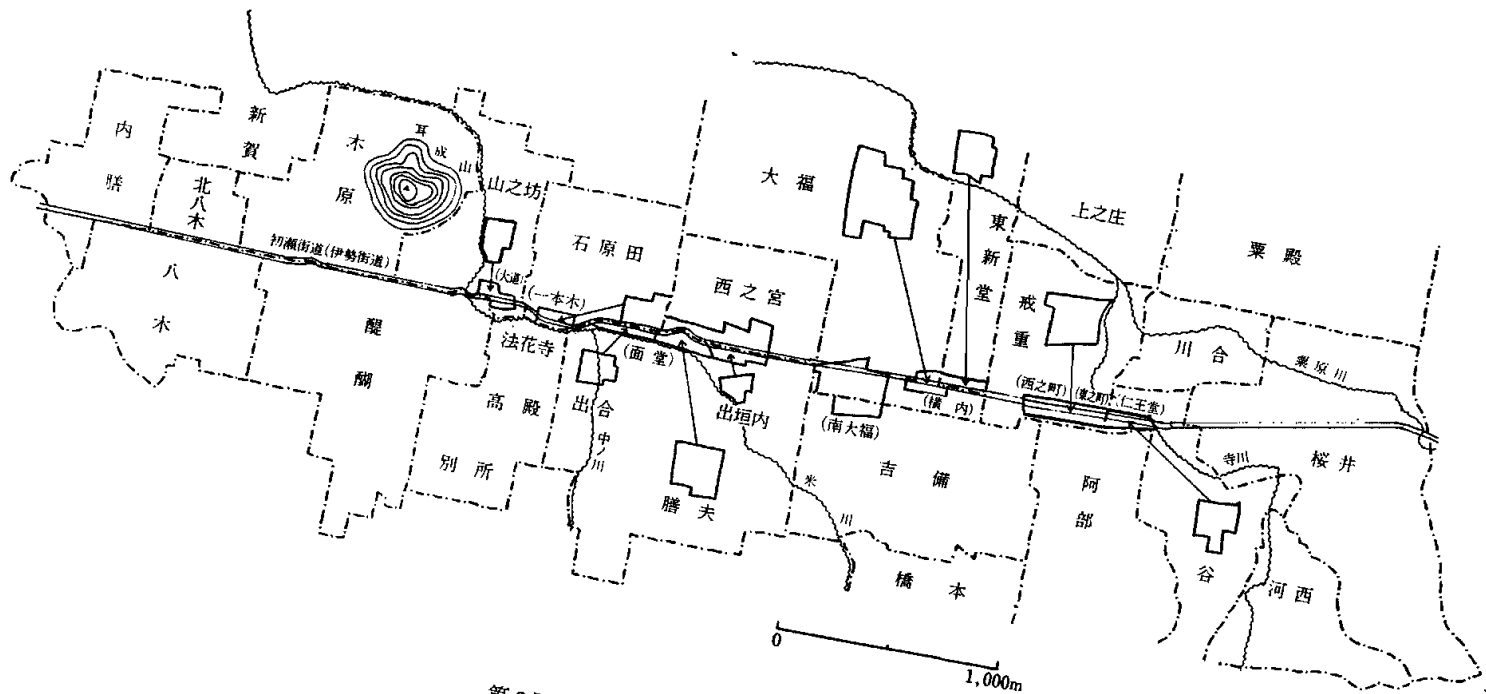 内膳
新賀
北八木
木原
耳成山
山之坊
石原田
大福
西之宮
東新堂
上之庄
戒重
粟殿
川合
粟原川
初瀬街道(伊勢街道)
(大道)
(一本木)
八木
醍醐
法花寺
(面堂)
出垣内
(南大福)
(横内)
(西之町)
(東之町)
仁王堂
桜井
寺川
高殿
出合
中ノ川
別所
膳夫
米川
吉備
阿部
谷
河西
橋本
0
1,000m